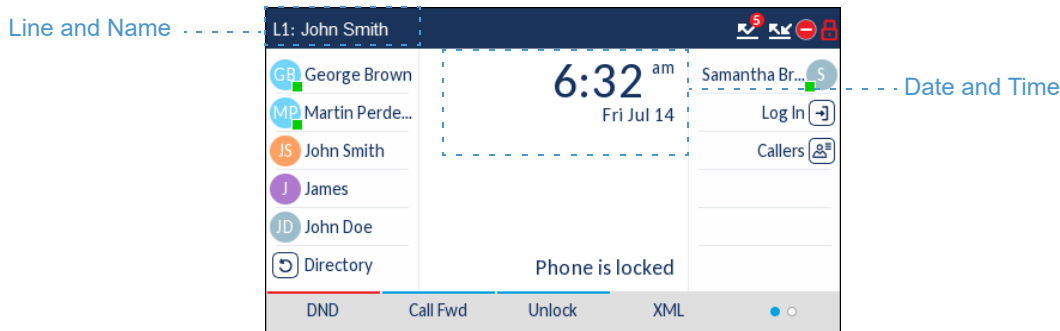 Line and Name
L1: John Smith
5
GB George Brown
MP Martin Perde...
JS John Smith
J James
JD John Doe
Directory
6:32 am
Fri Jul 14
Phone is locked
Samantha Br... S
Log In
Callers
Date and Time
DND Call Fwd Unlock XML